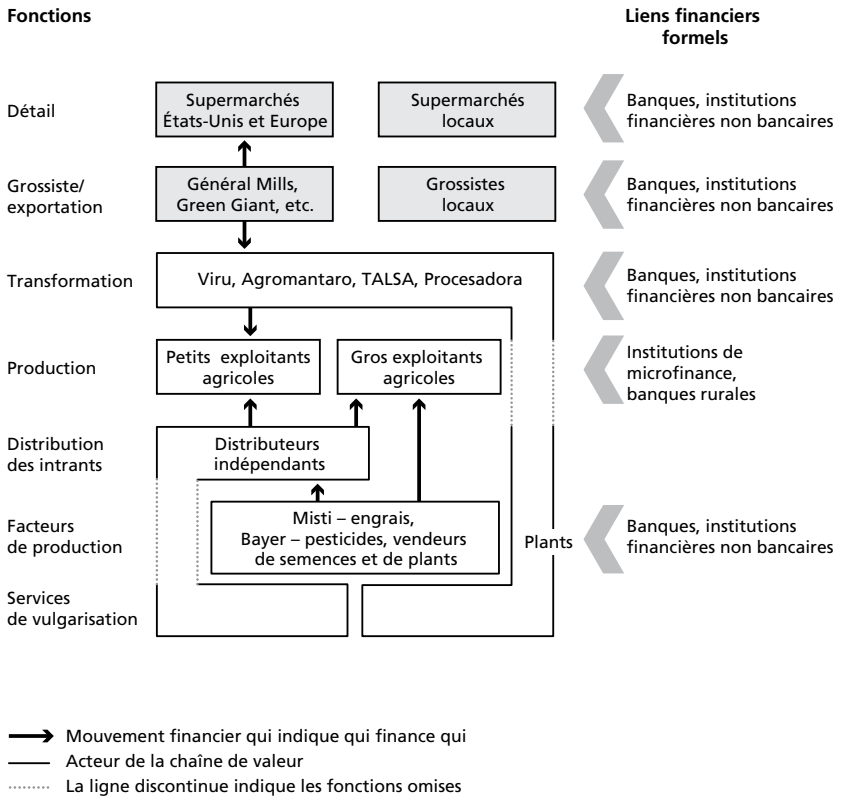 Fonctions
Liens financiers
formels
Détail
Supermarchés
États-Unis et Europe
Supermarchés
locaux
Banques, institutions
financières non bancaires
Grossiste/
exportation
Général Mills,
Green Giant, etc.
Grossistes
locaux
Banques, institutions
financières non bancaires
Transformation
Viru, Agromantaro, TALSA, Procesadora
Banques, institutions
financières non bancaires
Production
Petits exploitants
agricoles
Gros exploitants
agricoles
Institutions de
microfinance,
banques rurales
Distribution
des intrants
Distributeurs
indépendants
Facteurs
de production
Misti – engrais,
Bayer – pesticides, vendeurs
de semences et de plants
Plants
Banques, institutions
financières non bancaires
Services
de vulgarisation
Mouvement financier qui indique qui finance qui
Acteur de la chaîne de valeur
La ligne discontinue indique les fonctions omises